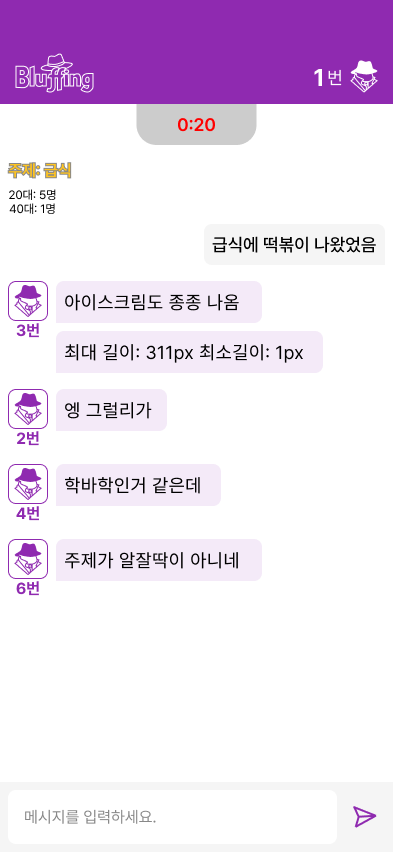 Bluffing
1번
0:20
주제: 급식
20대: 5명
40대: 1명
급식에 떡볶이 나왔었음
아이스크림도 종종 나옴
3번
최대 길이: 311px 최소길이: 1px
엥 그럴리가
2번
학바학인거 같은데
4번
주제가 알잘딱이 아니네
6번
메시지를 입력하세요.